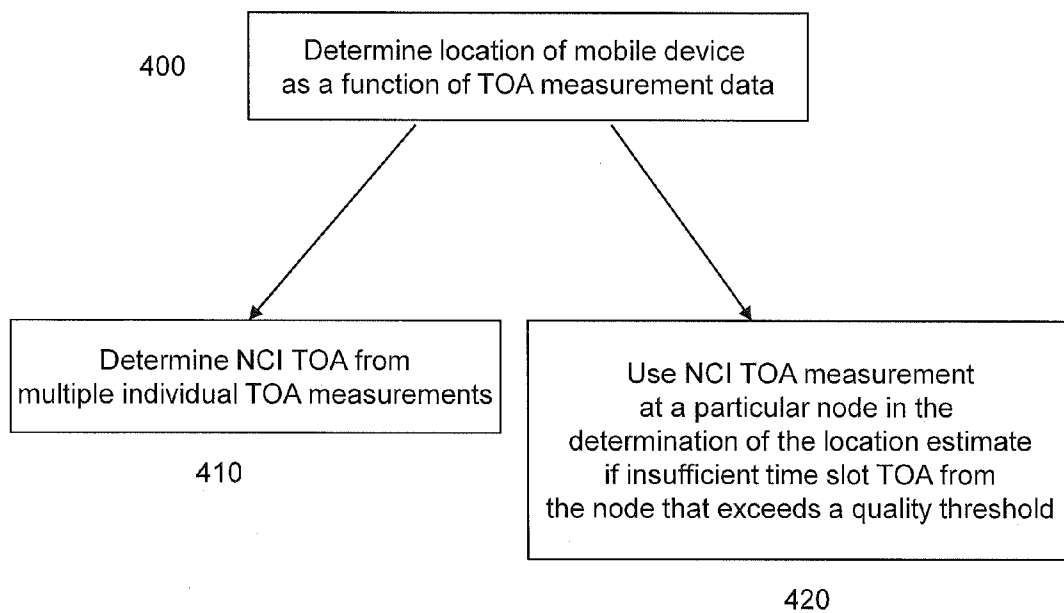 400
Determine location of mobile device
as a function of TOA measurement data
Determine NCI TOA from
multiple individual TOA measurements
410
Use NCI TOA measurement
at a particular node in the
determination of the location estimate
if insufficient time slot TOA from
the node that exceeds a quality threshold
420